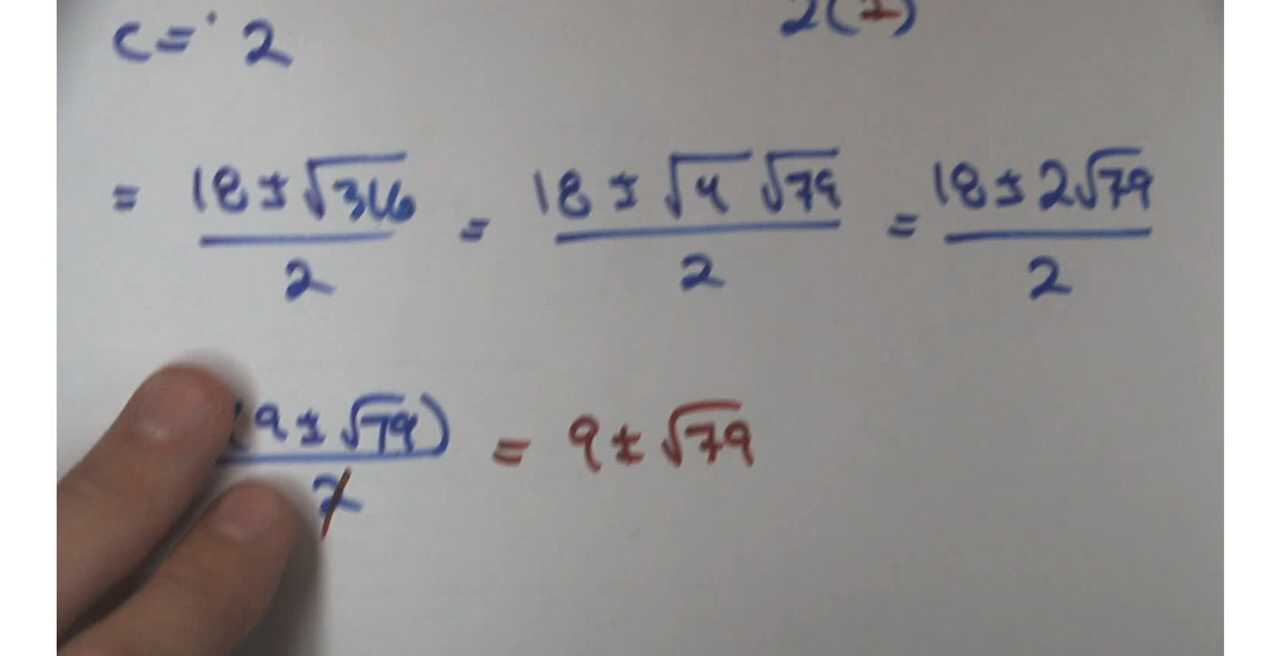 c = 2 2(1)
= 18 ± √316 / 2 = 18 ± √4 √79 / 2 = 18 ± 2√79 / 2
(9 ± √79) / 2 = 9 ± √79